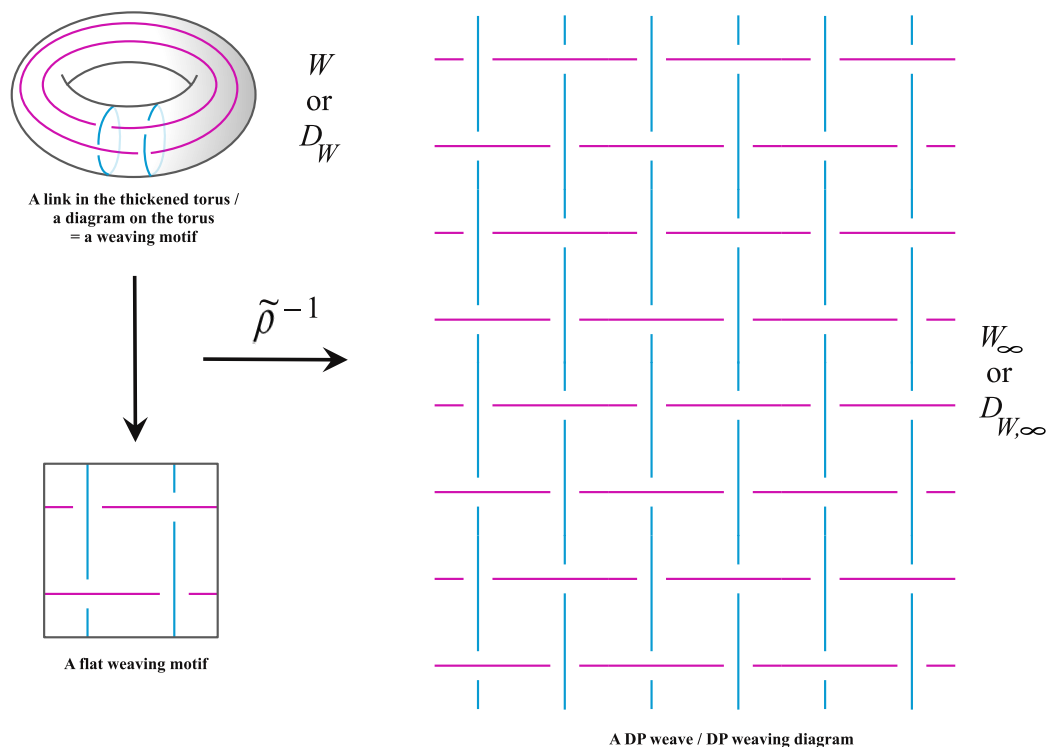 W
or
D_W
A link in the thickened torus /
a diagram on the torus
= a weaving motif
ρ̃⁻¹
W_∞
or
D_{W,∞}
A flat weaving motif
A DP weave / DP weaving diagram